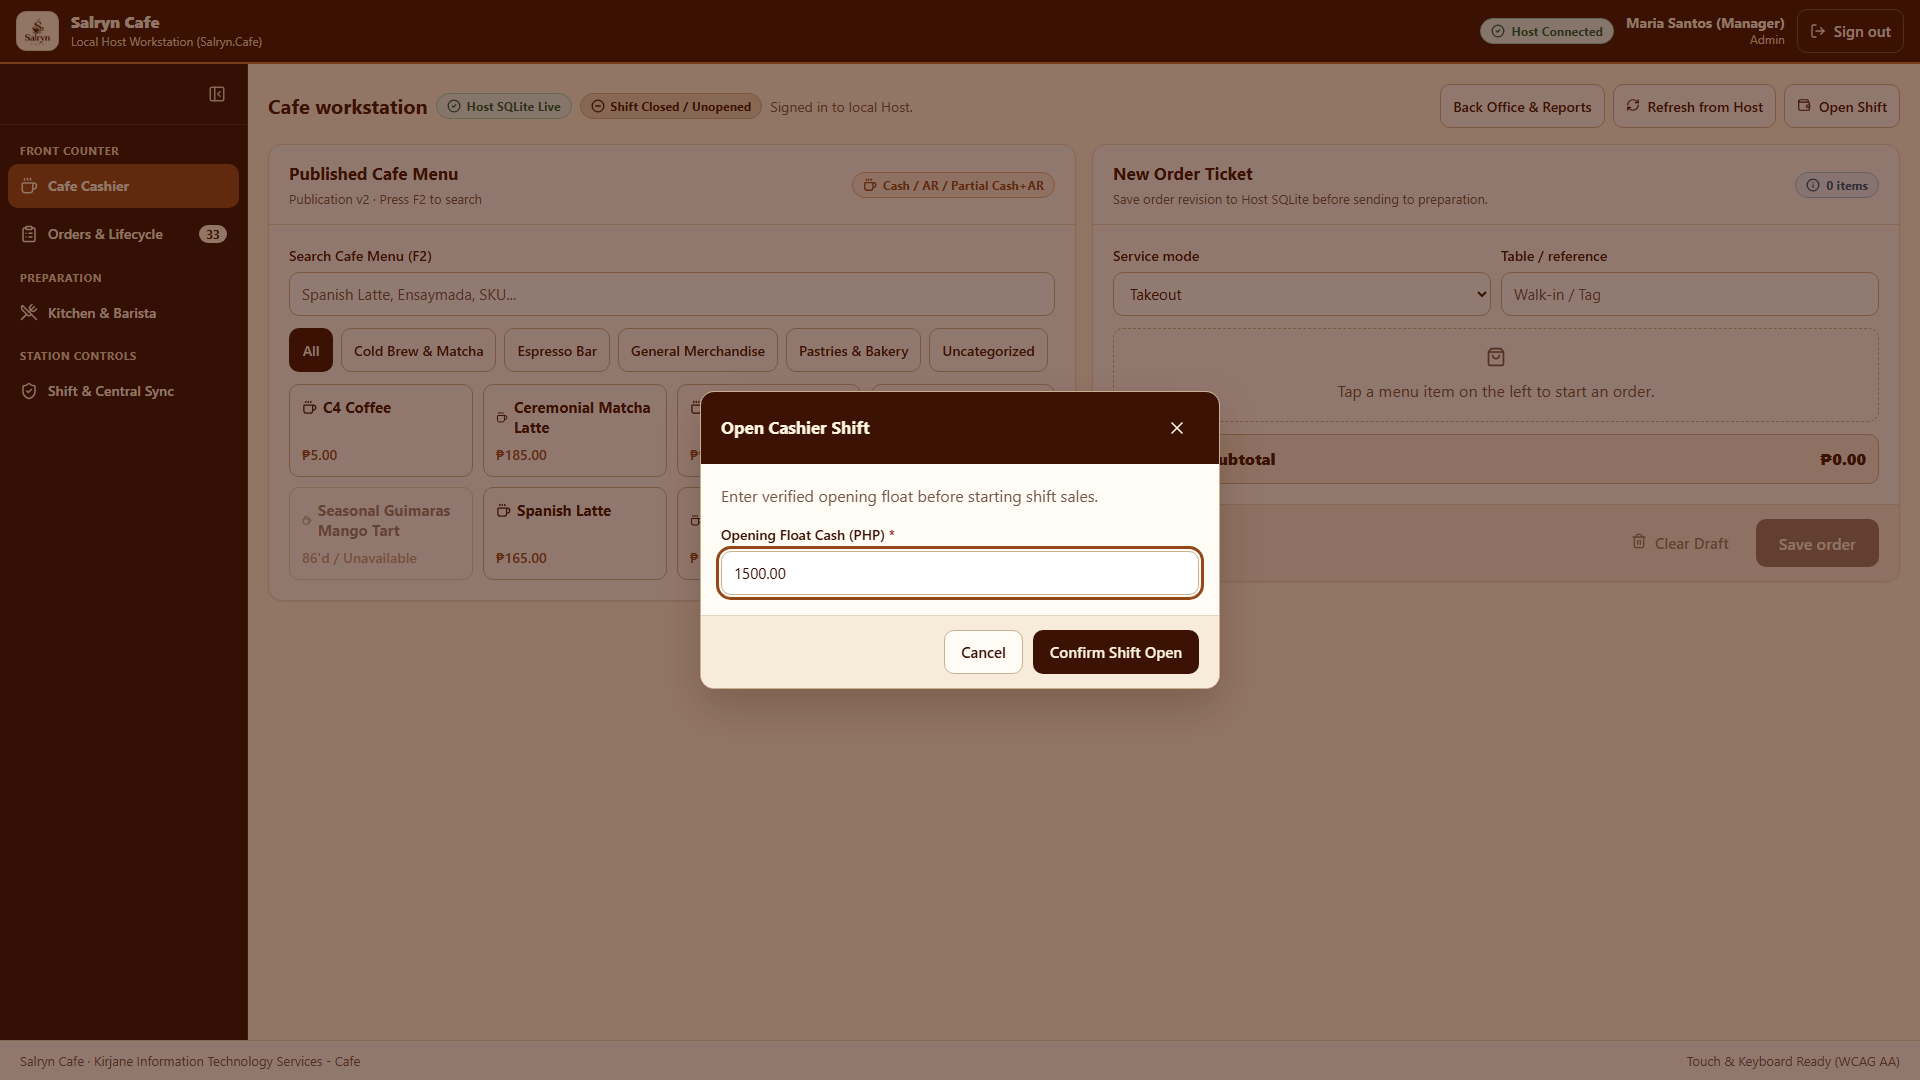 Salryn
Salryn Cafe
Local Host Workstation (Salryn.Cafe)
Host Connected
Maria Santos (Manager)
Admin
Sign out
FRONT COUNTER
Cafe Cashier
Orders & Lifecycle
33
PREPARATION
Kitchen & Barista
STATION CONTROLS
Shift & Central Sync
Cafe workstation
Host SQLite Live
Shift Closed / Unopened
Signed in to local Host.
Back Office & Reports
Refresh from Host
Open Shift
Published Cafe Menu
Publication v2 · Press F2 to search
Cash / AR / Partial Cash+AR
Search Cafe Menu (F2)
Spanish Latte, Ensaymada, SKU...
All
Cold Brew & Matcha
Espresso Bar
General Merchandise
Pastries & Bakery
Uncategorized
C4 Coffee
₱5.00
Ceremonial Matcha
Latte
₱185.00
₱
Seasonal Guimaras
Mango Tart
86'd / Unavailable
Spanish Latte
₱165.00
₱
New Order Ticket
Save order revision to Host SQLite before sending to preparation.
0 items
Service mode
Takeout
Table / reference
Walk-in / Tag
Tap a menu item on the left to start an order.
ubtotal
₱0.00
Clear Draft
Save order
Open Cashier Shift
Enter verified opening float before starting shift sales.
Opening Float Cash (PHP) *
1500.00
Cancel
Confirm Shift Open
Salryn Cafe · Kirjane Information Technology Services - Cafe
Touch & Keyboard Ready (WCAG AA)